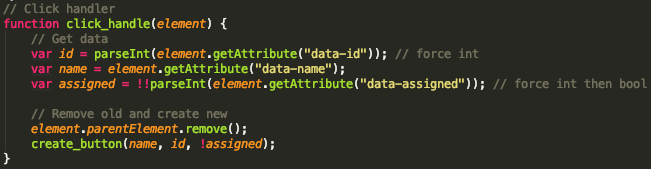 // Click handler
function click_handle(element) {
    // Get data
    var id = parseInt(element.getAttribute("data-id")); // force int
    var name = element.getAttribute("data-name");
    var assigned = !!parseInt(element.getAttribute("data-assigned")); // force int then bool

    // Remove old and create new
    element.parentElement.remove();
    create_button(name, id, !assigned);
}